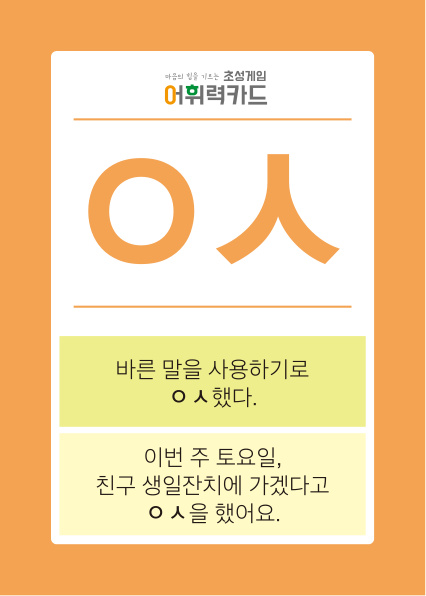 마음의 힘을 기르는 초성게임
어휘력카드
ㅇㅅ
바른 말을 사용하기로
ㅇㅅ했다.
이번 주 토요일,
친구 생일잔치에 가겠다고
ㅇㅅ을 했어요.